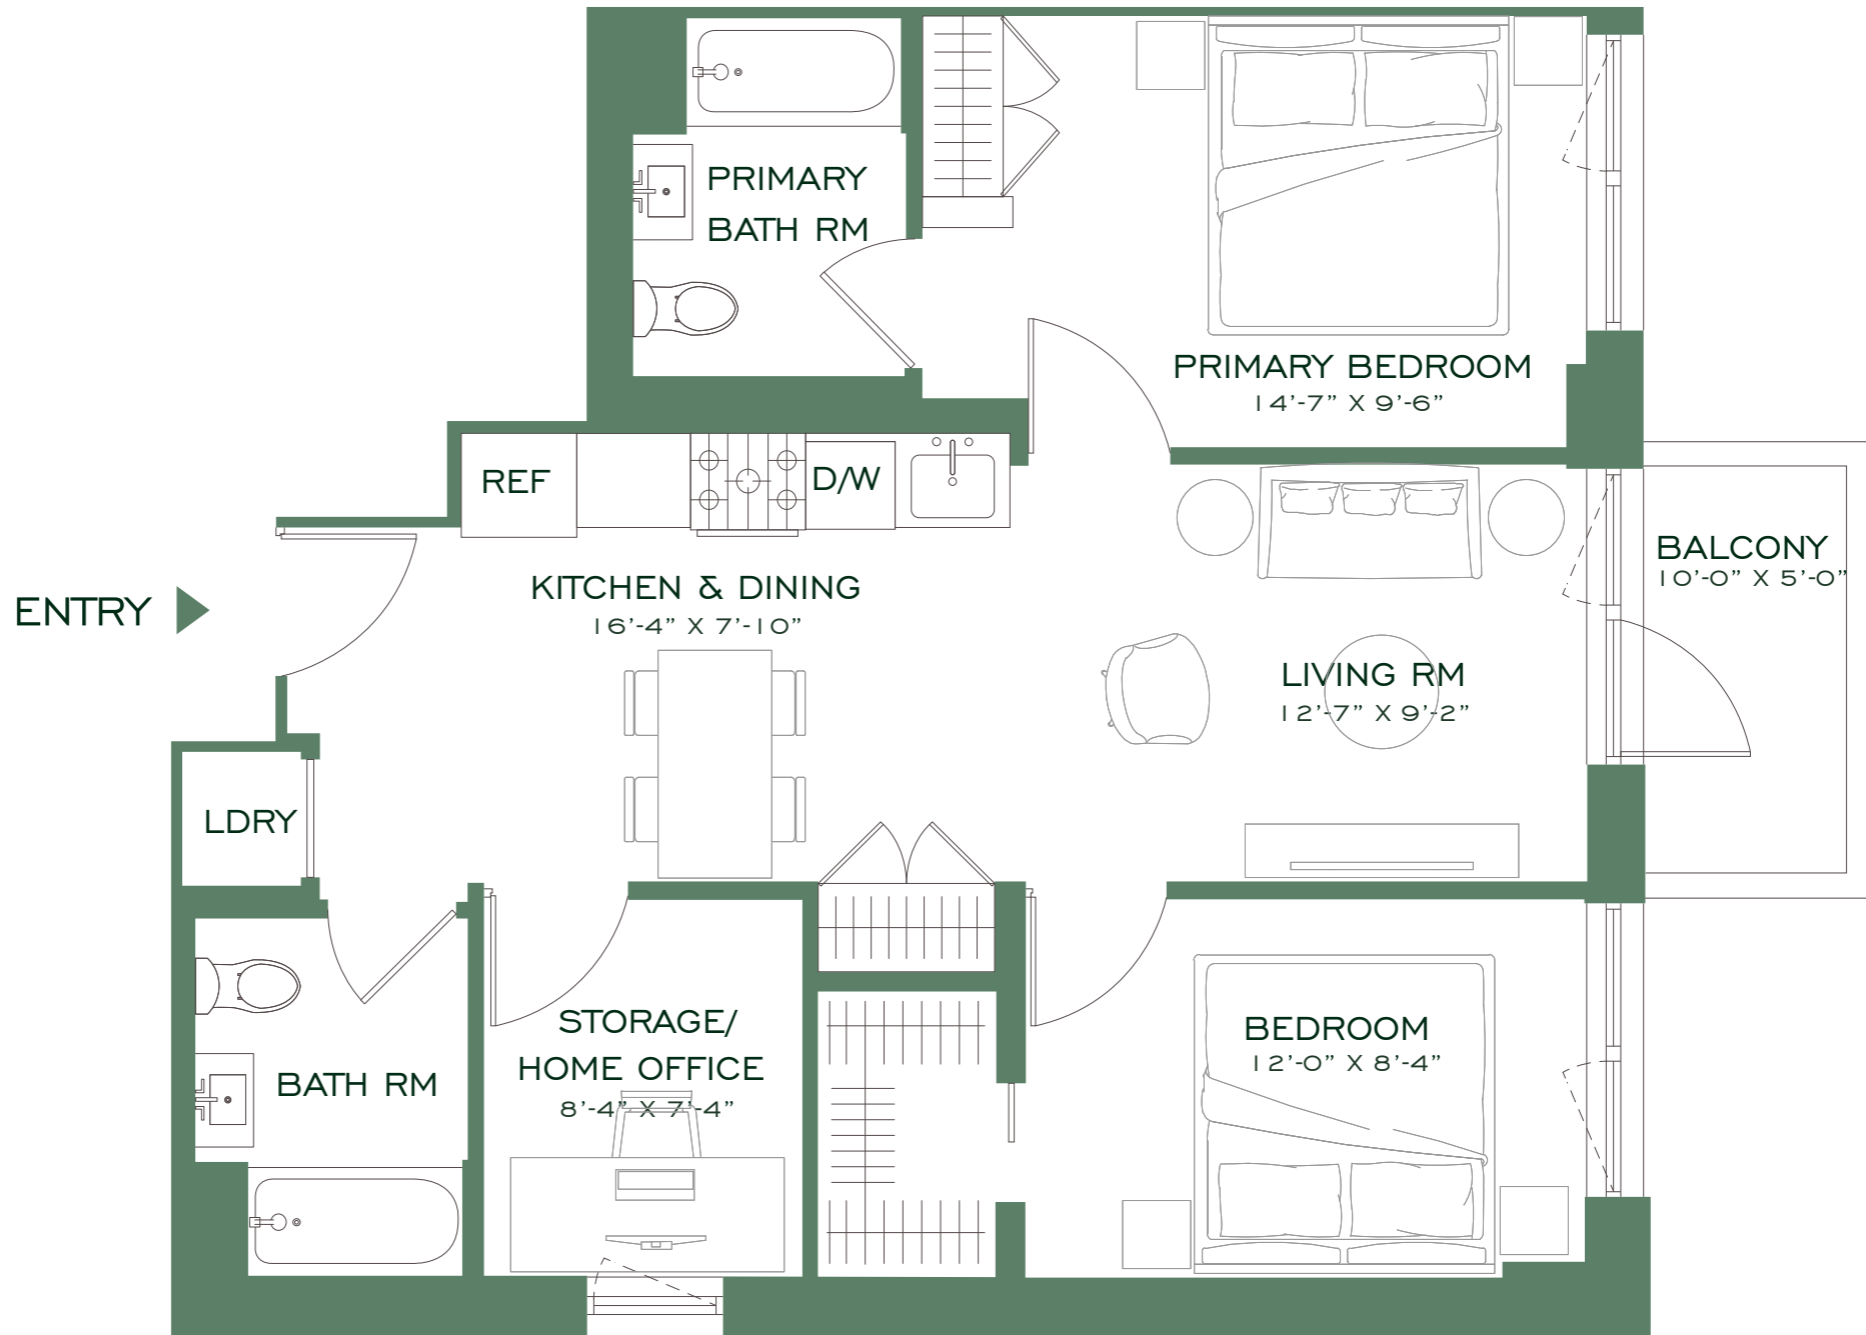 PRIMARY
BATH RM
PRIMARY BEDROOM
14'-7" X 9'-6"
REF
D/W
KITCHEN & DINING
16'-4" X 7'-10"
ENTRY
BALCONY
10'-0" X 5'-0"
LIVING RM
12'-7" X 9'-2"
LDRY
STORAGE/
HOME OFFICE
8'-4" X 7'-4"
BATH RM
BEDROOM
12'-0" X 8'-4"